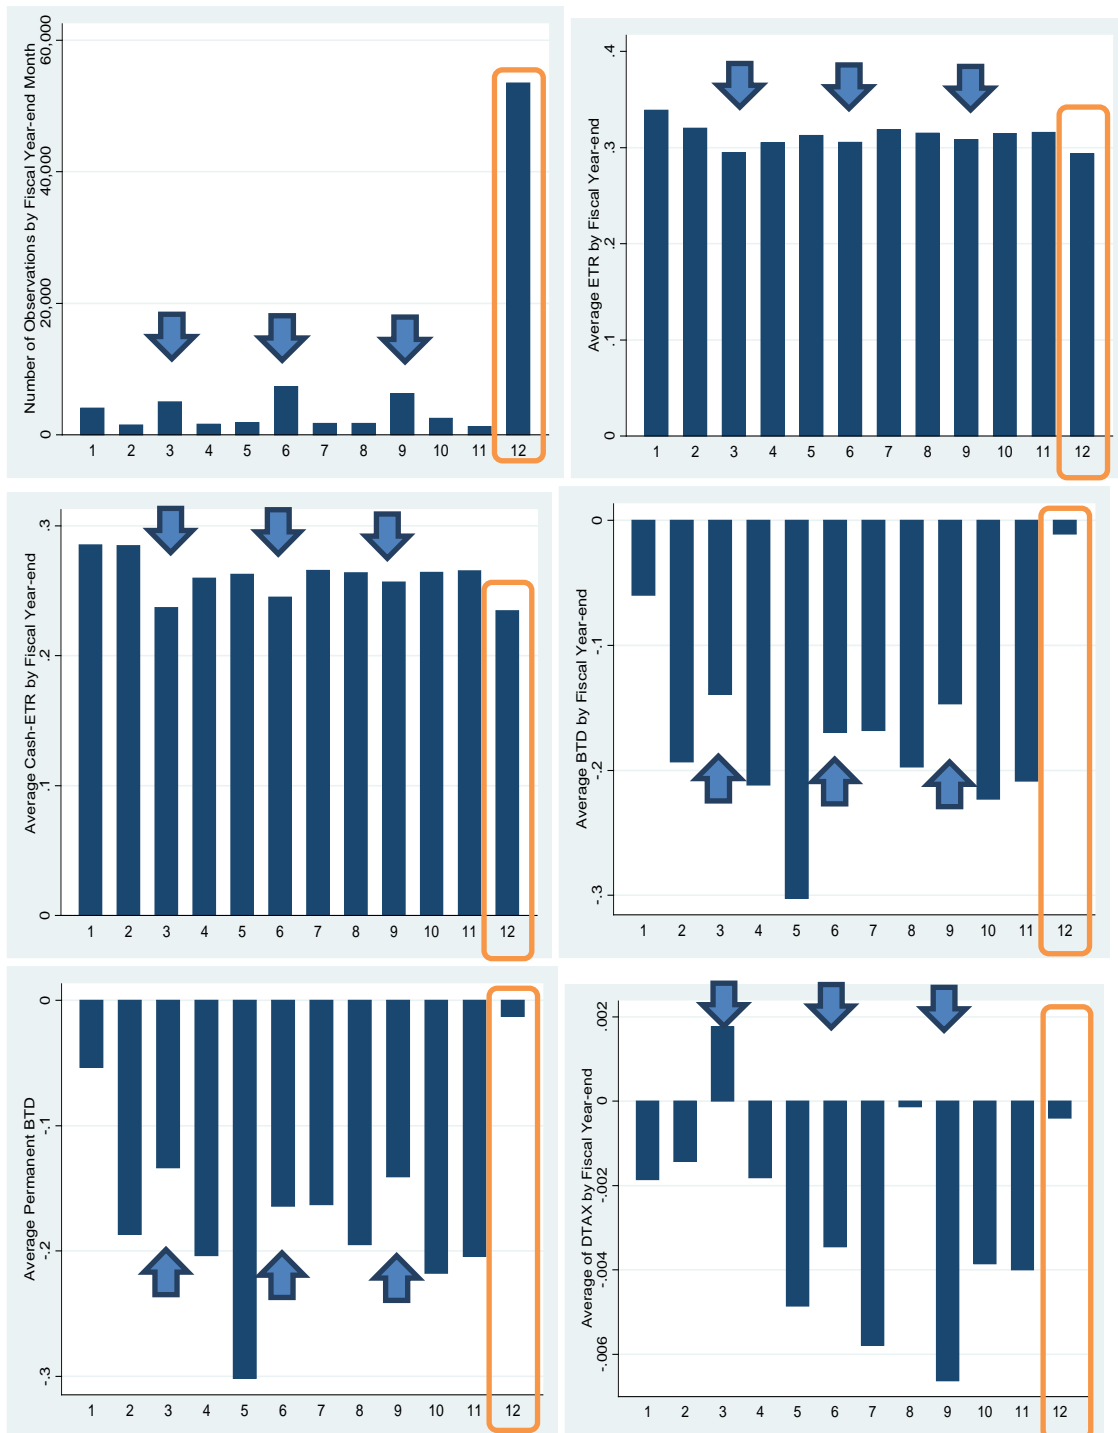 Number of Observations by Fiscal Year-end Month
60,000
40,000
20,000
0
1 2 3 4 5 6 7 8 9 10 11 12
Average ETR by Fiscal Year-end
.4
.3
.2
.1
0
1 2 3 4 5 6 7 8 9 10 11 12
Average Cash-ETR by Fiscal Year-end
.3
.2
.1
0
1 2 3 4 5 6 7 8 9 10 11 12
Average BTD by Fiscal Year-end
0
-.1
-.2
-.3
1 2 3 4 5 6 7 8 9 10 11 12
Average Permanent BTD
0
-.1
-.2
-.3
1 2 3 4 5 6 7 8 9 10 11 12
Average of DTAX by Fiscal Year-end
.002
0
-.002
-.004
-.006
1 2 3 4 5 6 7 8 9 10 11 12